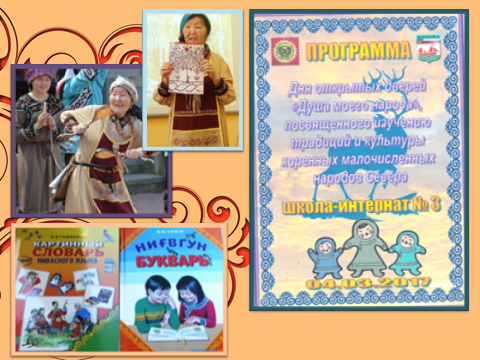 ПРОГРАММА
Дня открытых дверей
«Душа моего народа»,
посвященного изучению
традиций и культуры
коренных малочисленных
народов Севера
школа-интернат № 3
04.03.2017
КАРТИННЫЙ
СЛОВАРЬ
НИВХСКОГО ЯЗЫКА
НИГВГУН
БУКВАРЬ